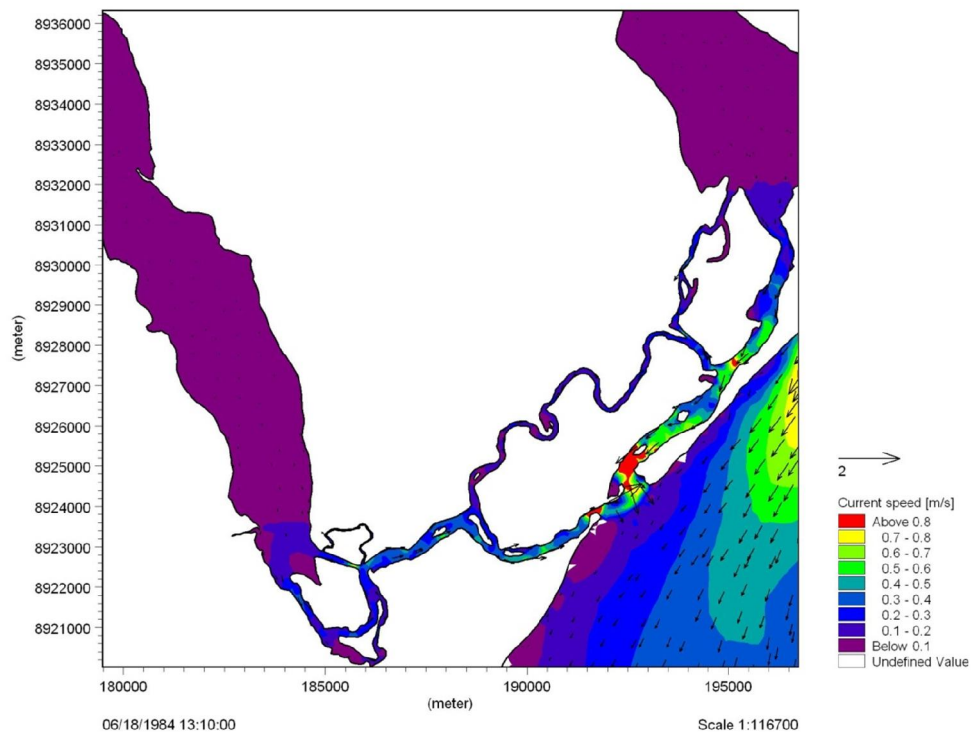 8936000
8935000
8934000
8933000
8932000
8931000
8930000
8929000
8928000
8927000
8926000
8925000
8924000
8923000
8922000
8921000
(meter)
180000 185000 190000 195000
(meter)
06/18/1984 13:10:00 Scale 1:116700
2
Current speed [m/s]
Above 0.8
0.7 - 0.8
0.6 - 0.7
0.5 - 0.6
0.4 - 0.5
0.3 - 0.4
0.2 - 0.3
0.1 - 0.2
Below 0.1
Undefined Value